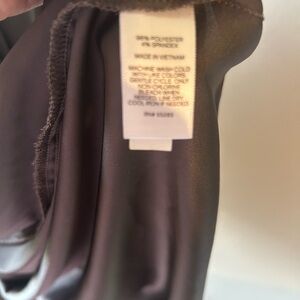 96% POLYESTER
4% SPANDEX
MADE IN VIETNAM
MACHINE WASH COLD
WITH LIKE COLORS
GENTLE CYCLE. ONLY
NON-CHLORINE
BLEACH WHEN
NEEDED. LINE DRY.
COOL IRON IF NEEDED.
RN#